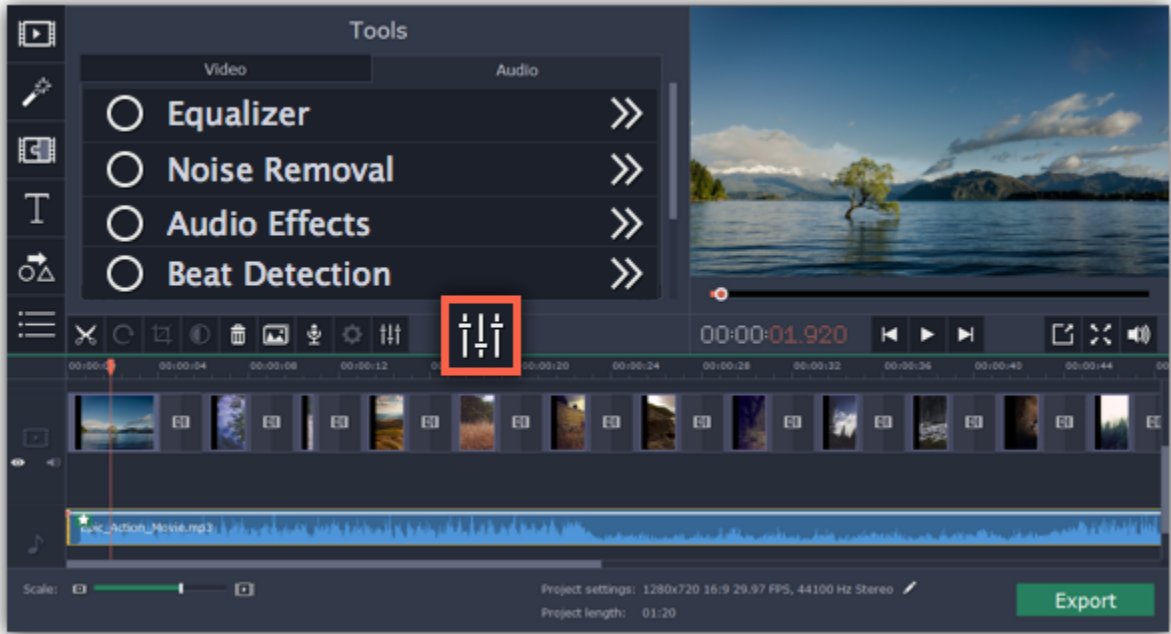 Tools
Video Audio
Equalizer
Noise Removal
Audio Effects
Beat Detection
T
00:00:01.920
00:00:04 00:00:08 00:00:12 00:00:20 00:00:24 00:00:28 00:00:32 00:00:36 00:00:40 00:00:44
Epic_Action_Movie.mp3
Scale:
Project settings: 1280x720 16:9 29.97 FPS, 44100 Hz Stereo
Export
Project length: 01:20